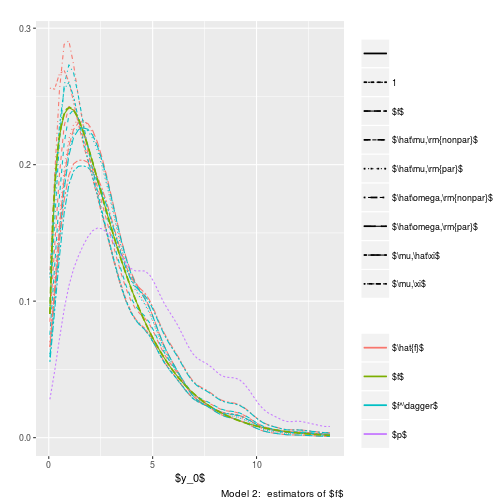 0.3
0.2
0.1
0.0
0
5
10
$y_0$
Model 2: estimators of $f$
1
$f$
$\hat\mu,\rm{nonpar}$
$\hat\mu,\rm{par}$
$\hat\omega,\rm{nonpar}$
$\hat\omega,\rm{par}$
$\mu,\hat\xi$
$\mu,\xi$
$\hat{f}$
$f$
$f^\dagger$
$p$